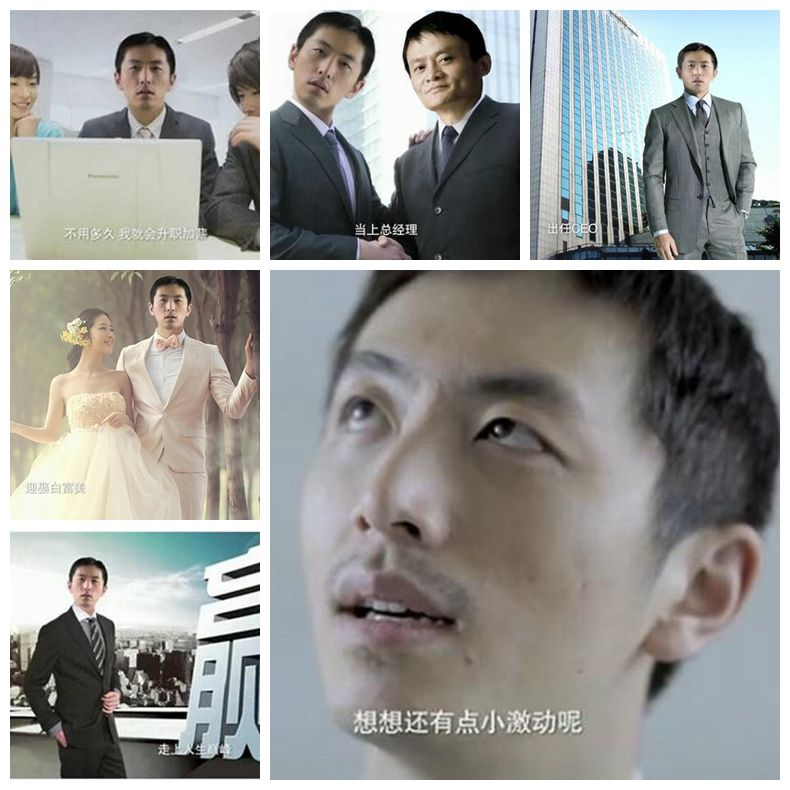 Panasonic
不用多久 我就会升职加薪
当上总经理
出任CEO
迎娶白富美
赢
走上人生巅峰
想想还有点小激动呢